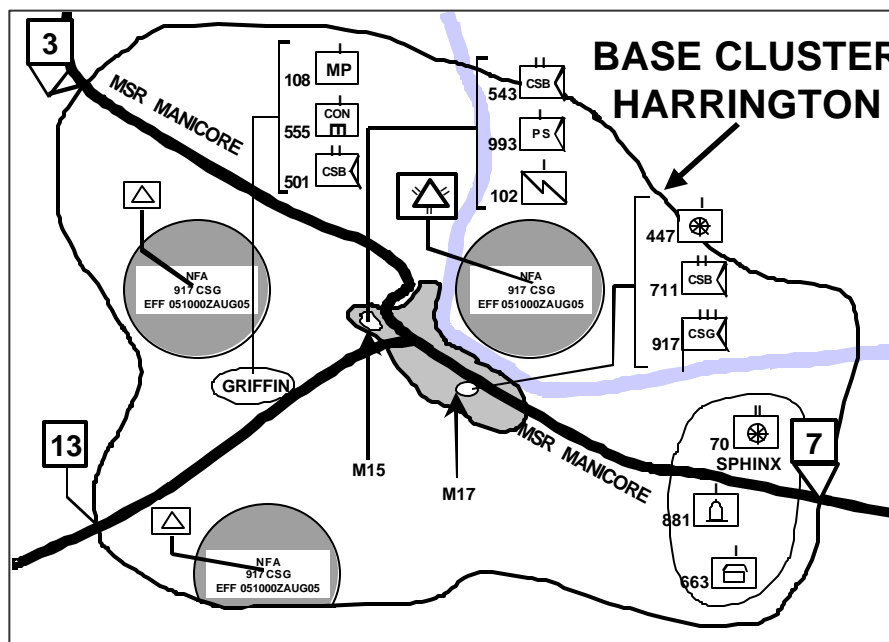 3
MSR MANICORE
108
MP
555
CON
501
CSB
543
CSB
993
PS
102
BASE CLUSTER
HARRINGTON
447
711
CSB
917
CSG
NFA
917 CSG
EFF 051000ZAUG05
NFA
917 CSG
EFF 051000ZAUG05
GRIFFIN
13
M15
M17
MSR MANICORE
70
SPHINX
7
881
663
NFA
917 CSG
EFF 051000ZAUG05